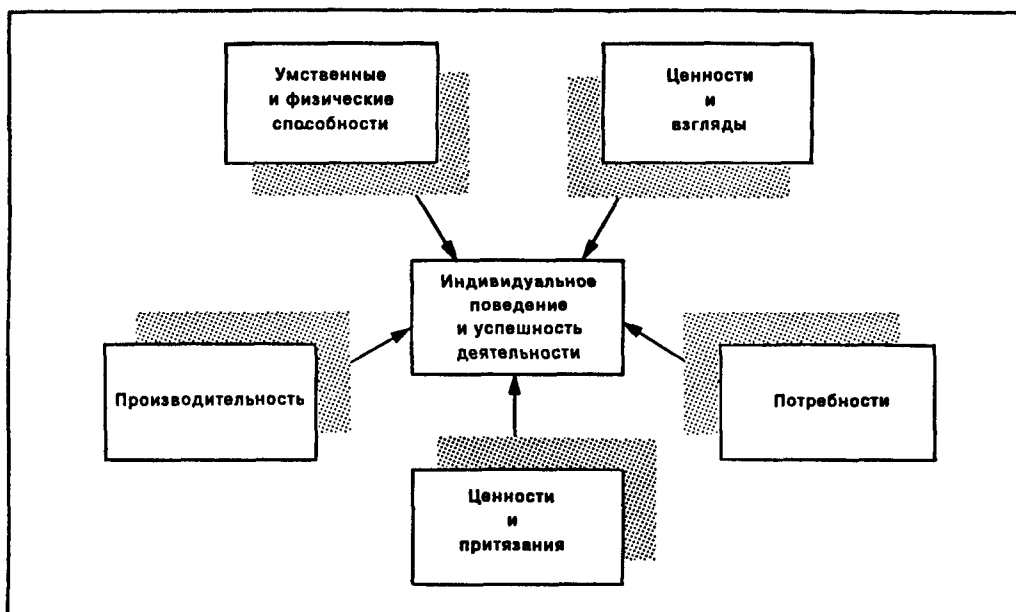 Умственные
и физические
способности
Ценности
и
взгляды
Индивидуальное
поведение
и успешность
деятельности
Производительность
Потребности
Ценности
и
притязания